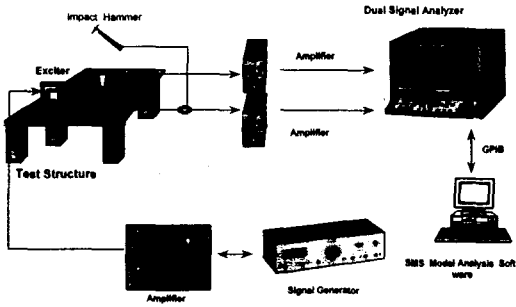 Impact Hammer
Dual Signal Analyzer
Exciter
Amplifier
Amplifier
Test Structure
GPIB
SMS Modal Analysis Soft
ware
Amplifier
Signal Generator